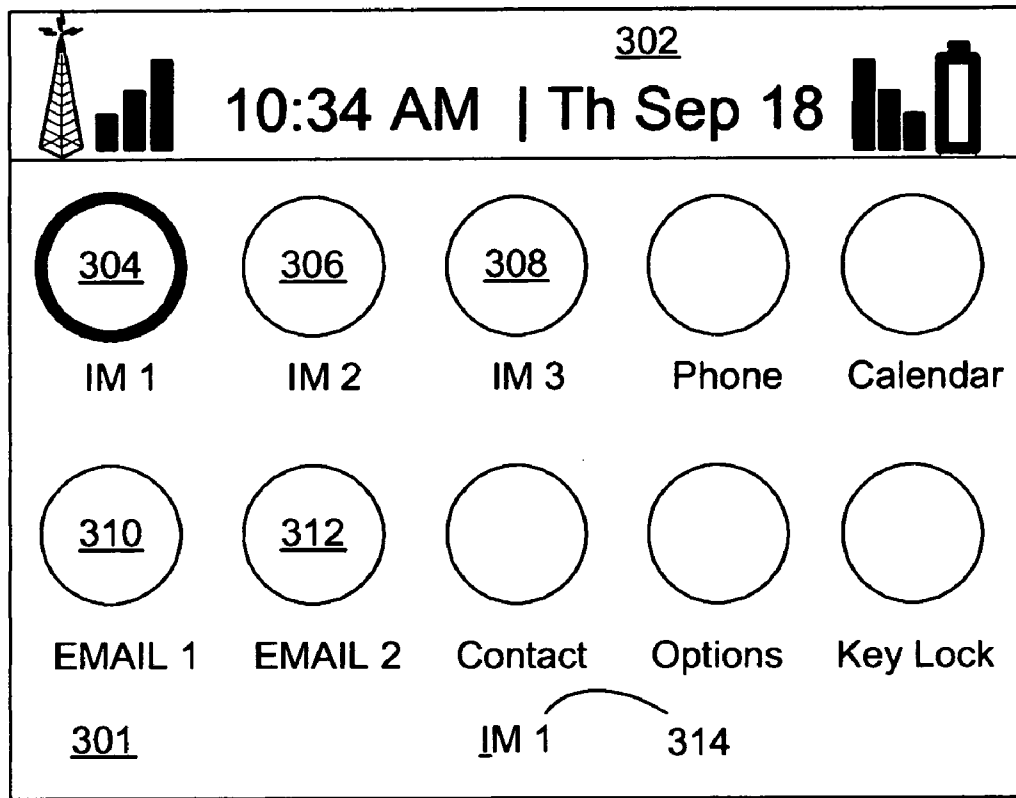 302
10:34 AM | Th Sep 18
304 306 308
IM 1 IM 2 IM 3 Phone Calendar
310 312
EMAIL 1 EMAIL 2 Contact Options Key Lock
301 IM 1 314